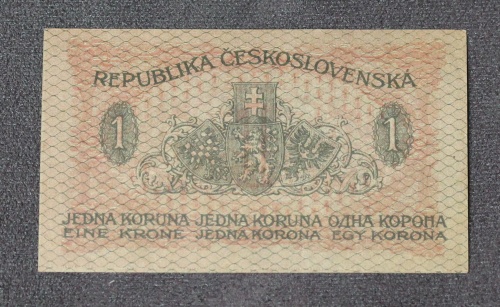 REPUBLIKA ČESKOSLOVENSKÁ
1 1
JEDNA KORUNA JEDNA KORUNA ОДНА КОРОНА
EINE KRONE JEDNA KORONA EGY KORONA